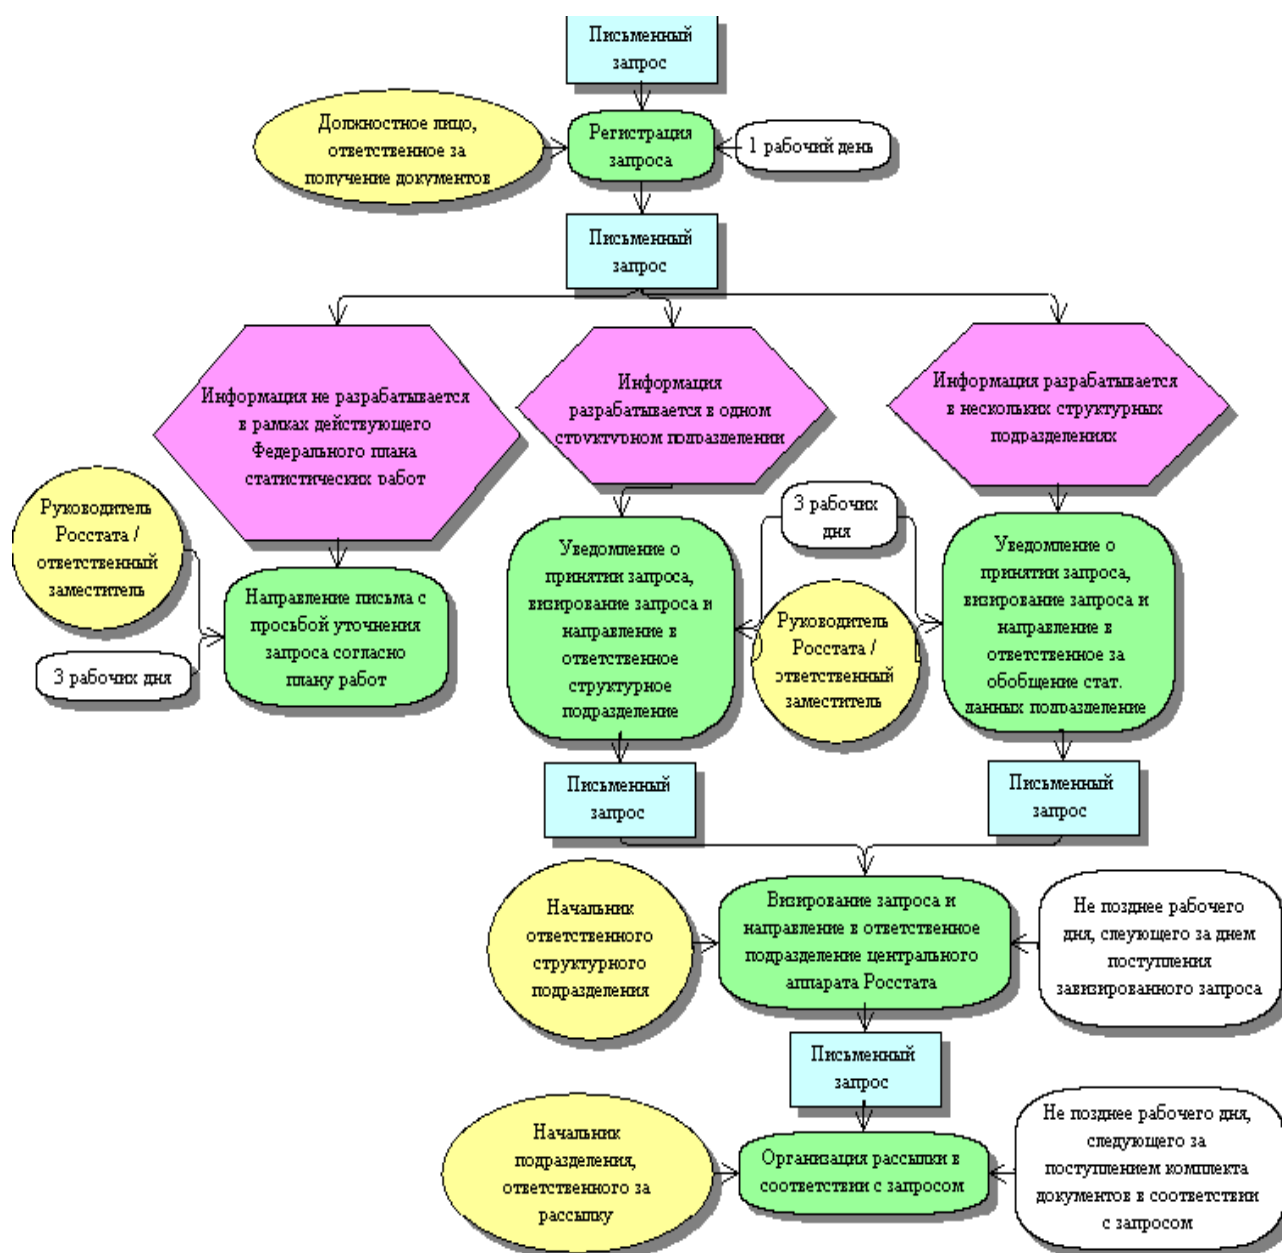 Письменный
запрос
Должностное лицо,
ответственное за
получение документов
Регистрация
запроса
1 рабочий день
Письменный
запрос
Информация не разрабатывается
в рамках действующего
Федерального плана
статистических работ
Информация
разрабатывается в одном
структурном подразделении
Информация разрабатывается
в нескольких структурных
подразделениях
Руководитель
Росстата /
ответственный
заместитель
3 рабочих дня
Направление письма с
просьбой уточнения
запроса согласно
плану работ
Уведомление о
принятии запроса,
визирование запроса и
направление в
ответственное
структурное
подразделение
3 рабочих
дня
Руководитель
Росстата /
ответственный
заместитель
Уведомление о
принятии запроса,
визирование запроса и
направление в
ответственное за
обобщение стат.
данных подразделение
Письменный
запрос
Письменный
запрос
Начальник
ответственного
структурного
подразделения
Визирование запроса и
направление в ответственное
подразделение центрального
аппарата Росстата
Не позднее рабочего
дня, слеующего за днем
поступления
завизированного запроса
Письменный
запрос
Начальник
подразделения,
ответственного за
рассылку
Организация рассылки в
соответствии с запросом
Не позднее рабочего дня,
следующего за
поступлением комплекта
документов в соответствии
с запросом